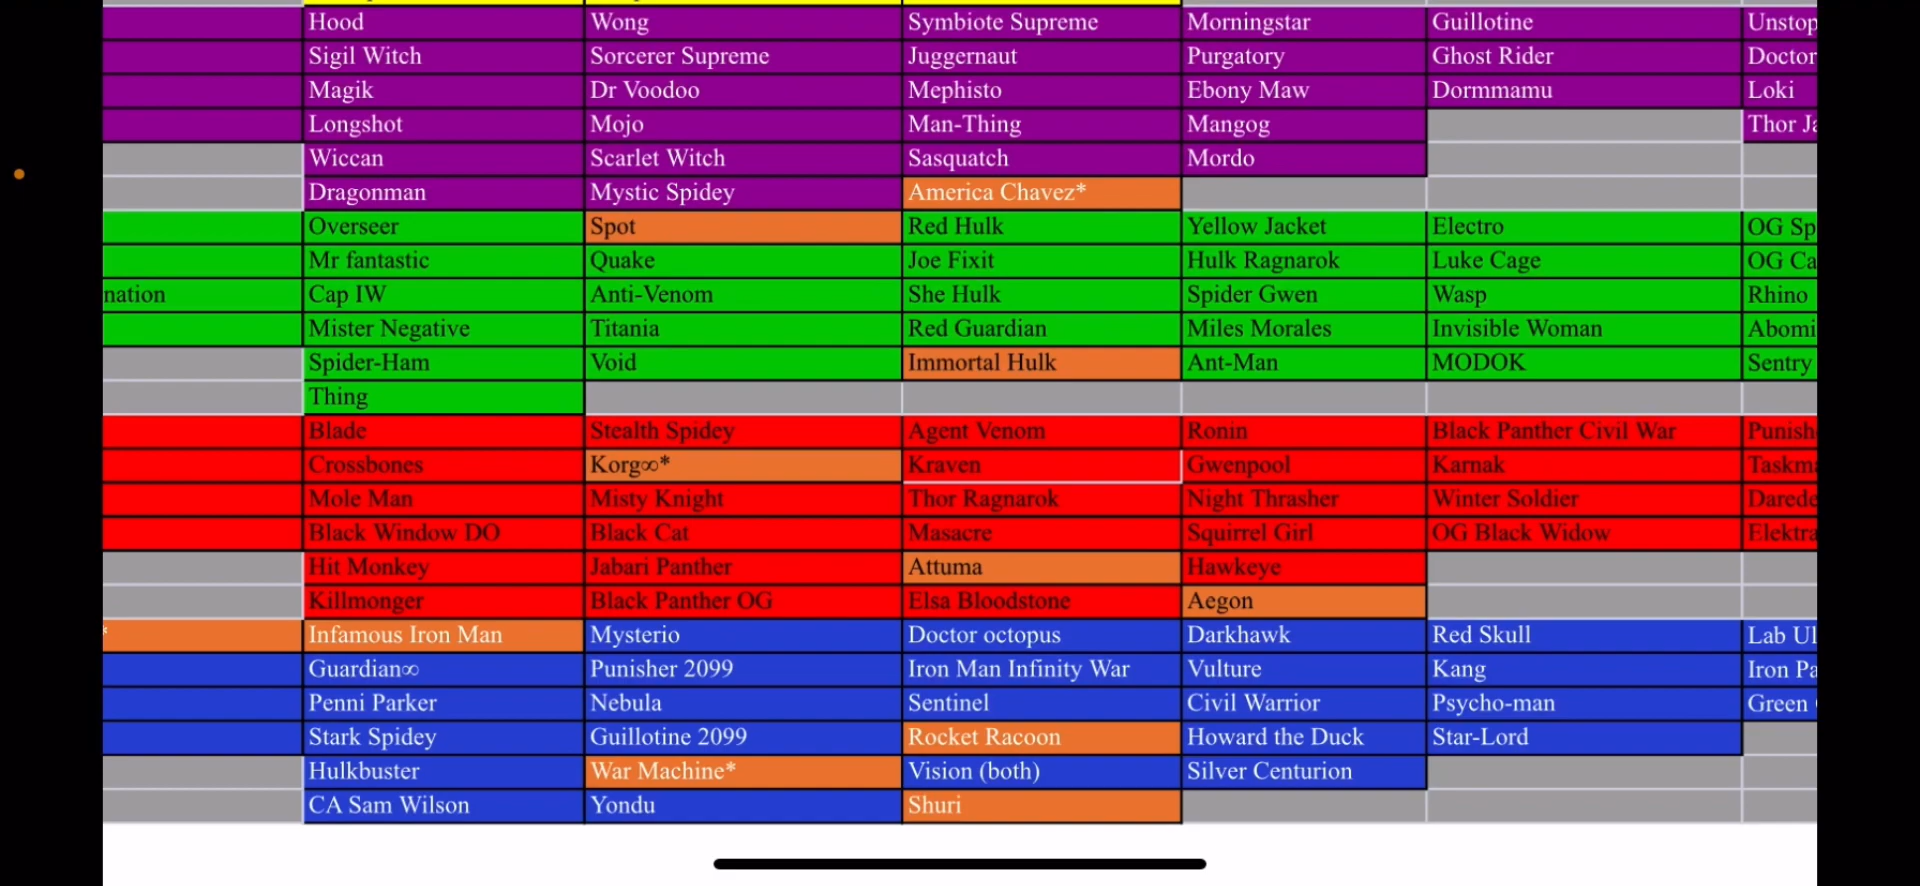 Hood Wong Symbiote Supreme Morningstar Guillotine Unstop
Sigil Witch Sorcerer Supreme Juggernaut Purgatory Ghost Rider Doctor
Magik Dr Voodoo Mephisto Ebony Maw Dormmamu Loki
Longshot Mojo Man-Thing Mangog Thor Ja
Wiccan Scarlet Witch Sasquatch Mordo
Dragonman Mystic Spidey America Chavez*
Overseer Spot Red Hulk Yellow Jacket Electro OG Sp
Mr fantastic Quake Joe Fixit Hulk Ragnarok Luke Cage OG Ca
nation Cap IW Anti-Venom She Hulk Spider Gwen Wasp Rhino
Mister Negative Titania Red Guardian Miles Morales Invisible Woman Abomi
Spider-Ham Void Immortal Hulk Ant-Man MODOK Sentry
Thing
Blade Stealth Spidey Agent Venom Ronin Black Panther Civil War Punish
Crossbones Korg∞* Kraven Gwenpool Karnak Taskma
Mole Man Misty Knight Thor Ragnarok Night Thrasher Winter Soldier Darede
Black Window DO Black Cat Masacre Squirrel Girl OG Black Widow Elektra
Hit Monkey Jabari Panther Attuma Hawkeye
Killmonger Black Panther OG Elsa Bloodstone Aegon
* Infamous Iron Man Mysterio Doctor octopus Darkhawk Red Skull Lab Ul
Guardian∞ Punisher 2099 Iron Man Infinity War Vulture Kang Iron Pa
Penni Parker Nebula Sentinel Civil Warrior Psycho-man Green
Stark Spidey Guillotine 2099 Rocket Racoon Howard the Duck Star-Lord
Hulkbuster War Machine* Vision (both) Silver Centurion
CA Sam Wilson Yondu Shuri